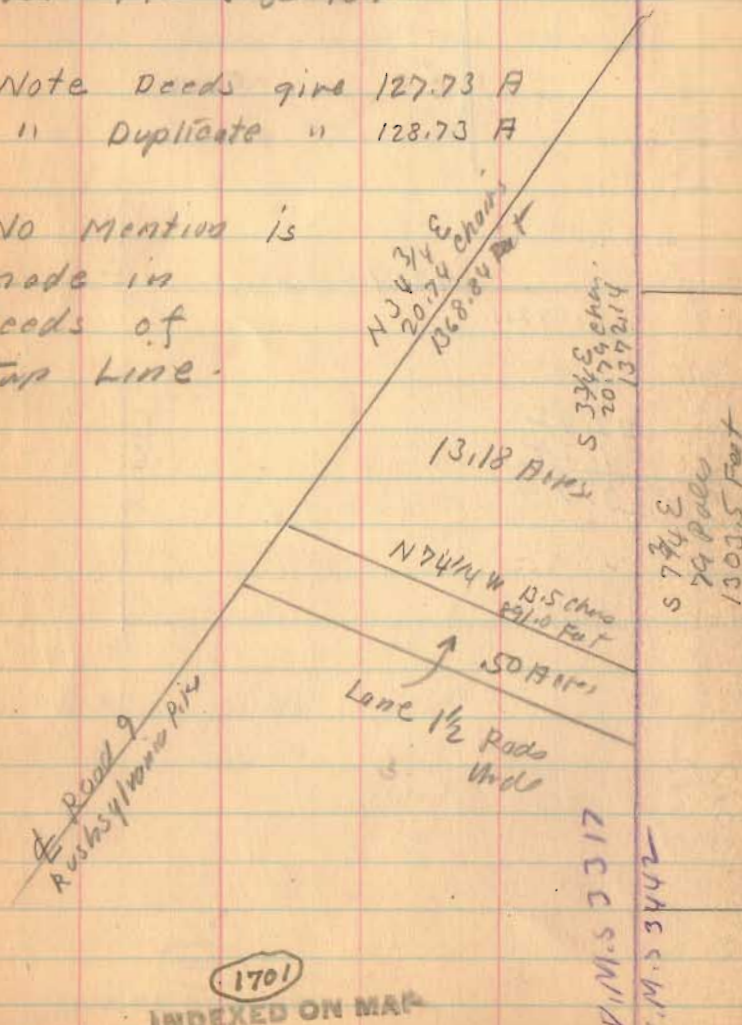 Note Deeds give 127.73 A
" Duplicate " 128.73 A
No Mention is
made in
eeds of
Line.
N 34 3/4 E
20.74 chains
1368.84 Feet
S 3 3/4 E
20.79 chain.
1372.14
13.18 Acres
S 7 3/4 E
79 Poles
1303.5 Feet
N 74 1/4 W
13.5 chains
891.0 Feet
.50 Acres
Lane 1 1/2 Rods
Wide
℄ Road 9
Rushsylvania Pike
V.M.S 3317
V.M.S 3442
1701
INDEXED ON MAP